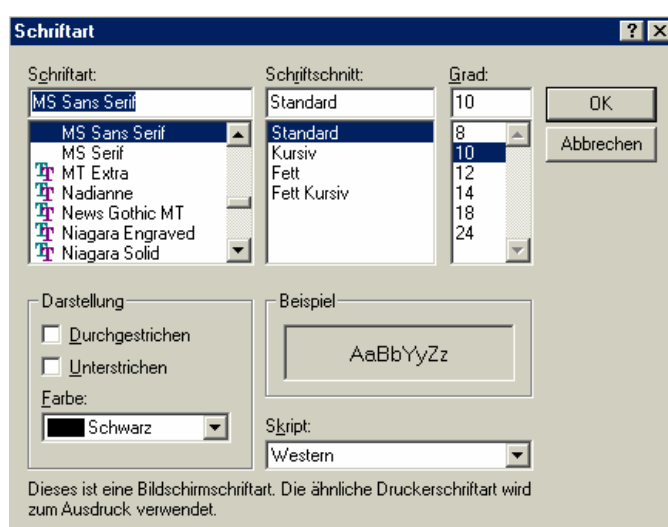 Schriftart
Schriftart:
MS Sans Serif
MS Sans Serif
MS Serif
MT Extra
Nadianne
News Gothic MT
Niagara Engraved
Niagara Solid
Schriftschnitt:
Standard
Standard
Kursiv
Fett
Fett Kursiv
Grad:
10
8
10
12
14
18
24
OK
Abbrechen
Darstellung
Durchgestrichen
Unterstrichen
Farbe:
Schwarz
Beispiel
AaBbYyZz
Skript:
Western
Dieses ist eine Bildschirmschriftart. Die ähnliche Druckerschriftart wird
zum Ausdruck verwendet.